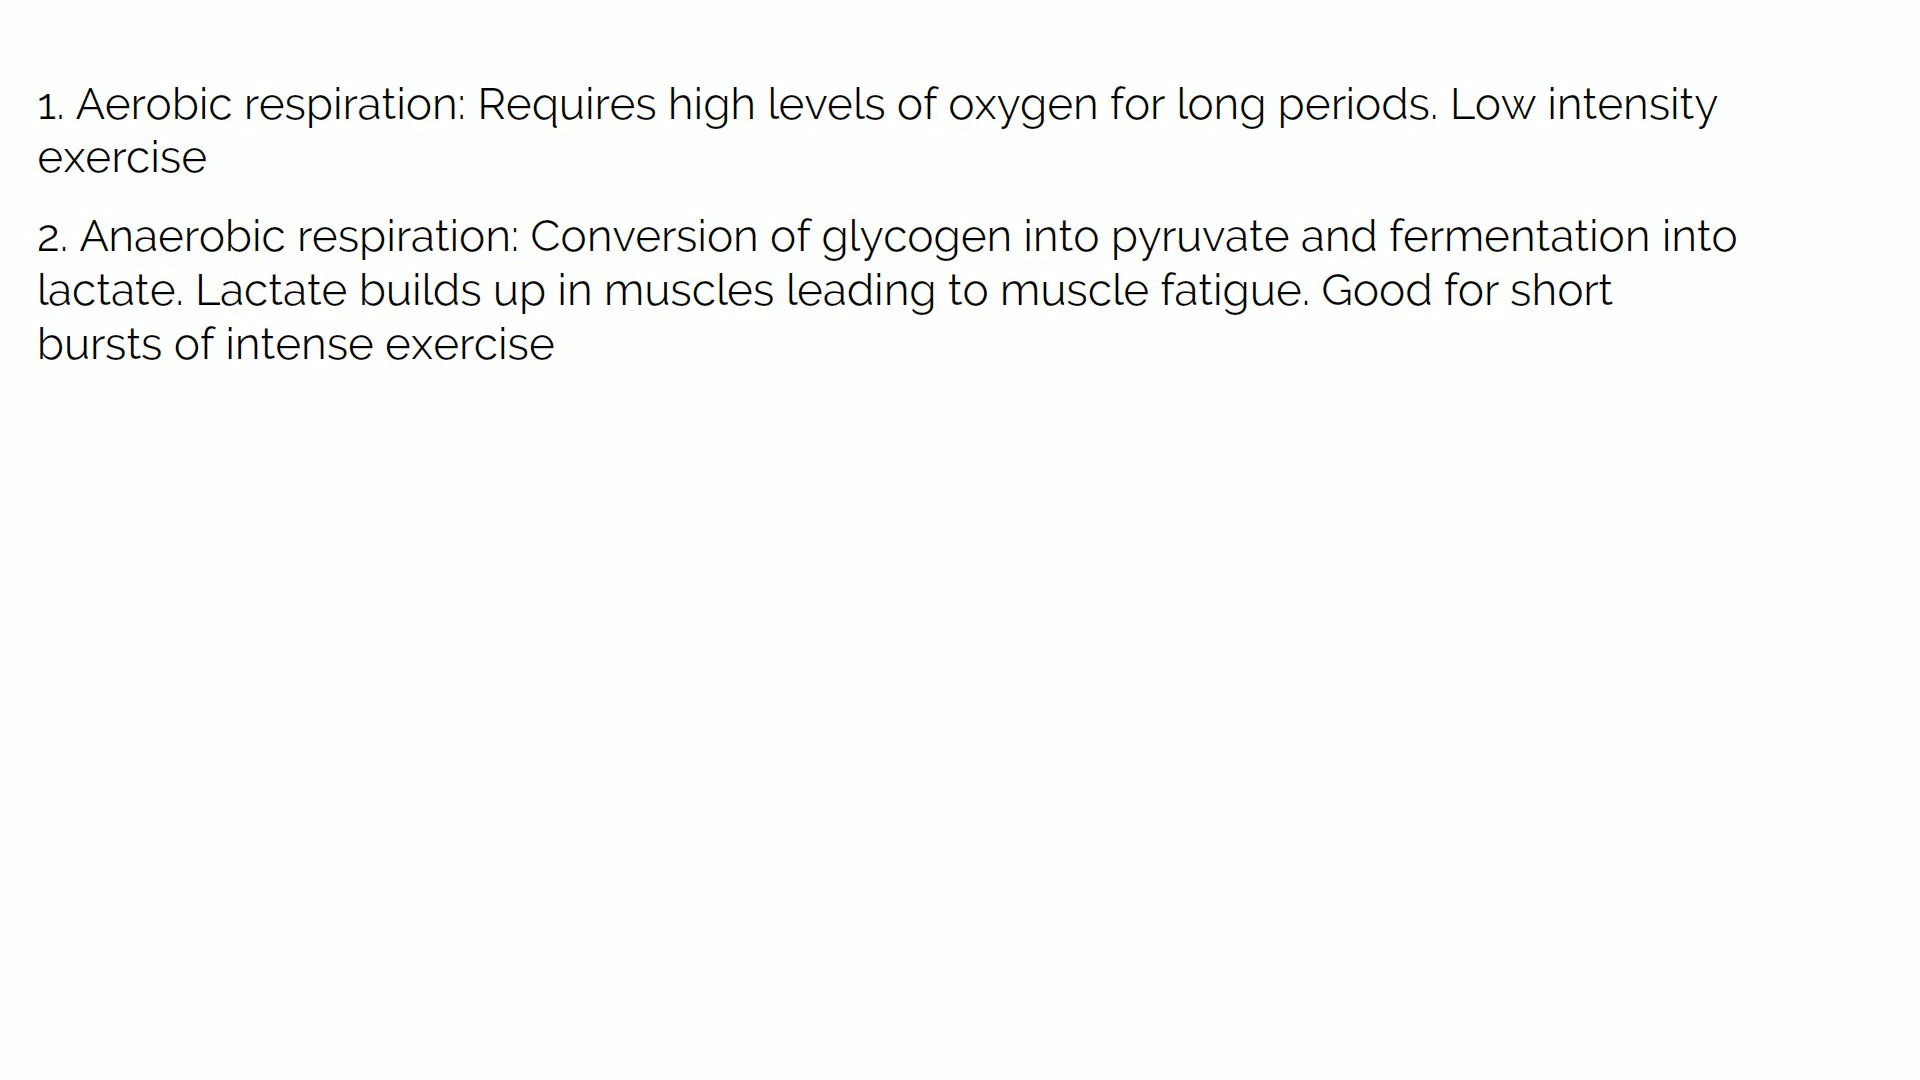 1. Aerobic respiration: Requires high levels of oxygen for long periods. Low intensity
exercise
2. Anaerobic respiration: Conversion of glycogen into pyruvate and fermentation into
lactate. Lactate builds up in muscles leading to muscle fatigue. Good for short
bursts of intense exercise